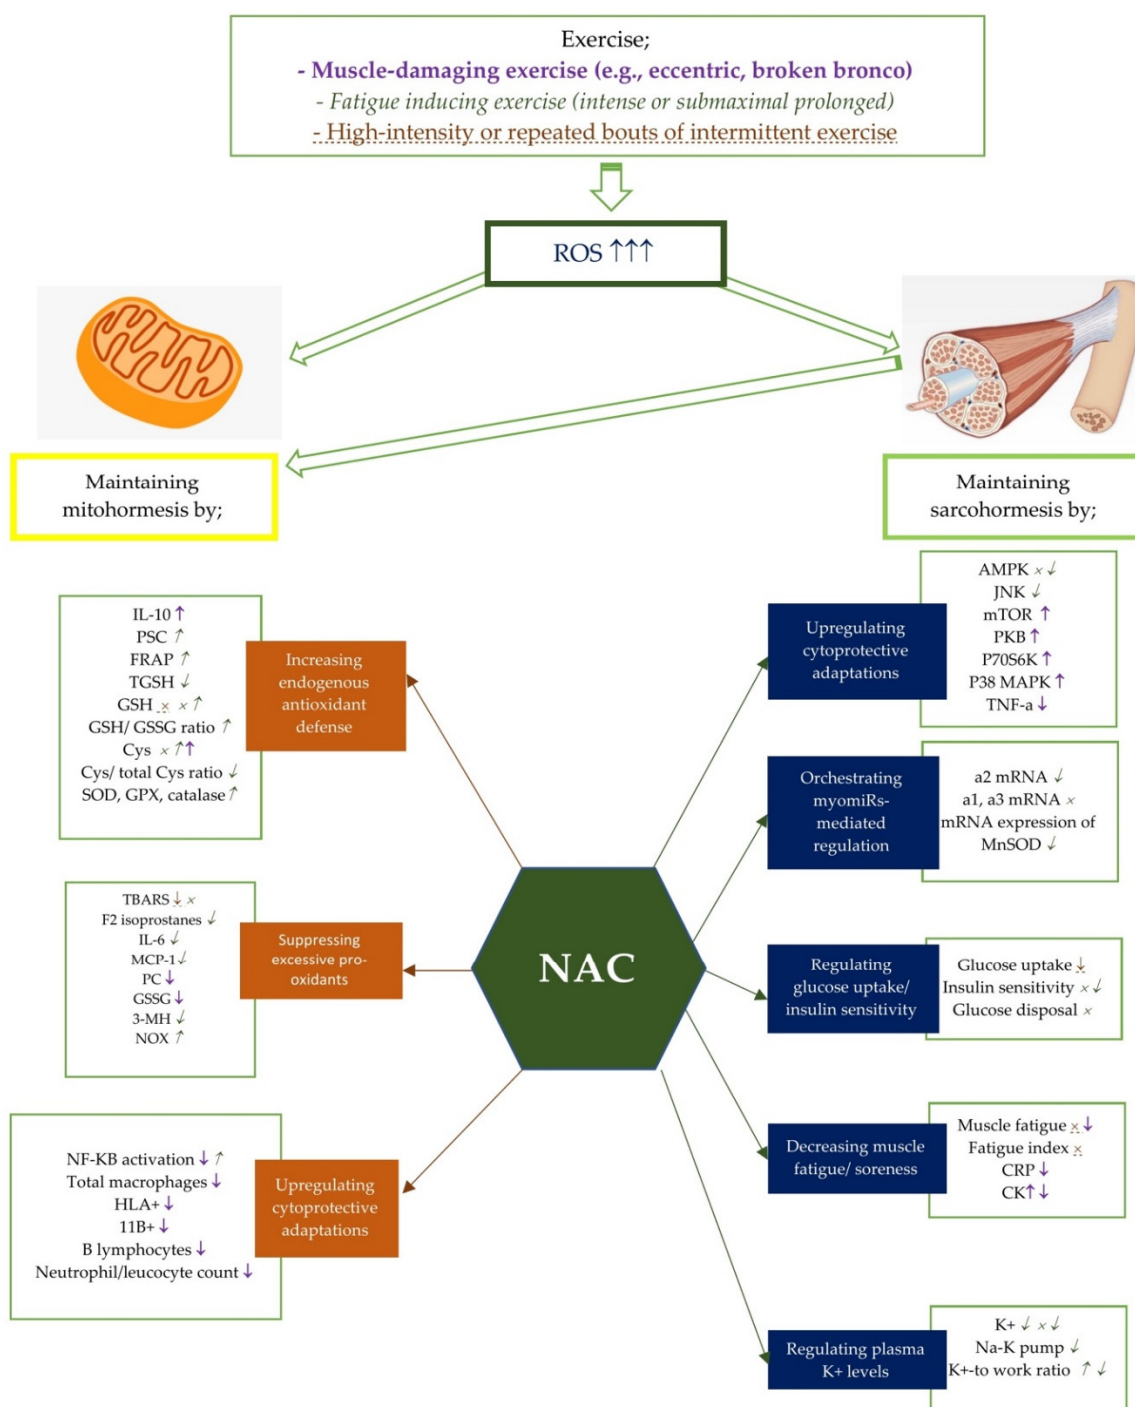 Exercise;
- Muscle-damaging exercise (e.g., eccentric, broken bronco)
- Fatigue inducing exercise (intense or submaximal prolonged)
- High-intensity or repeated bouts of intermittent exercise
ROS ↑↑↑
Maintaining
mitohormesis by;
Maintaining
sarcohormesis by;
IL-10 ↑
PSC ↑
FRAP ↑
TGSH ↓
GSH × × ↑
GSH/ GSSG ratio ↑
Cys × ↑↑
Cys/ total Cys ratio ↓
SOD, GPX, catalase ↑
Increasing
endogenous
antioxidant
defense
TBARS ↓ ×
F2 isoprostanes ↓
IL-6 ↓
MCP-1 ↓
PC ↓
GSSG ↓
3-MH ↓
NOX ↑
Suppressing
excessive pro-
oxidants
NF-KB activation ↓ ↑
Total macrophages ↓
HLA+ ↓
11B+ ↓
B lymphocytes ↓
Neutrophil/leucocyte count ↓
Upregulating
cytoprotective
adaptations
NAC
Upregulating
cytoprotective
adaptations
AMPK × ↓
JNK ↓
mTOR ↑
PKB ↑
P70S6K ↑
P38 MAPK ↑
TNF-a ↓
Orchestrating
myomiRs-
mediated
regulation
a2 mRNA ↓
a1, a3 mRNA ×
mRNA expression of
MnSOD ↓
Regulating
glucose uptake/
insulin sensitivity
Glucose uptake ↓
Insulin sensitivity × ↓
Glucose disposal ×
Decreasing muscle
fatigue/ soreness
Muscle fatigue × ↓
Fatigue index ×
CRP ↓
CK ↑ ↓
Regulating plasma
K+ levels
K+ ↓ × ↓
Na-K pump ↓
K+-to work ratio ↑ ↓